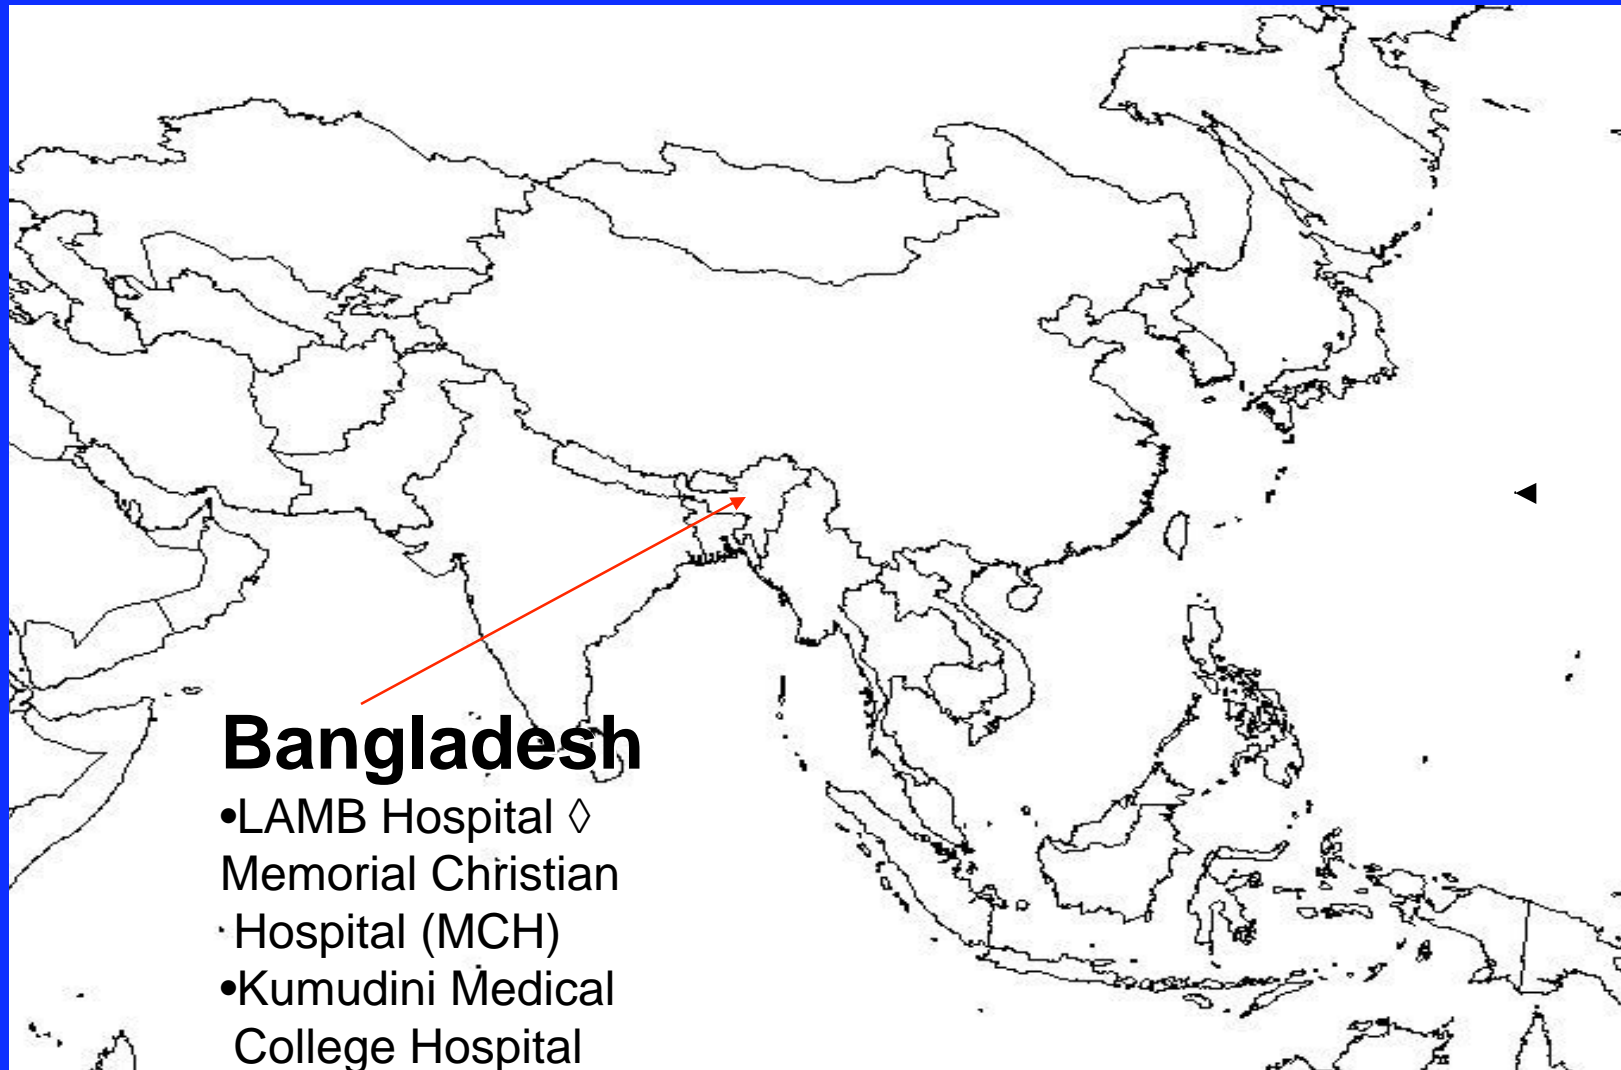 Bangladesh
•LAMB Hospital ◊
Memorial Christian
Hospital (MCH)
•Kumudini Medical
College Hospital